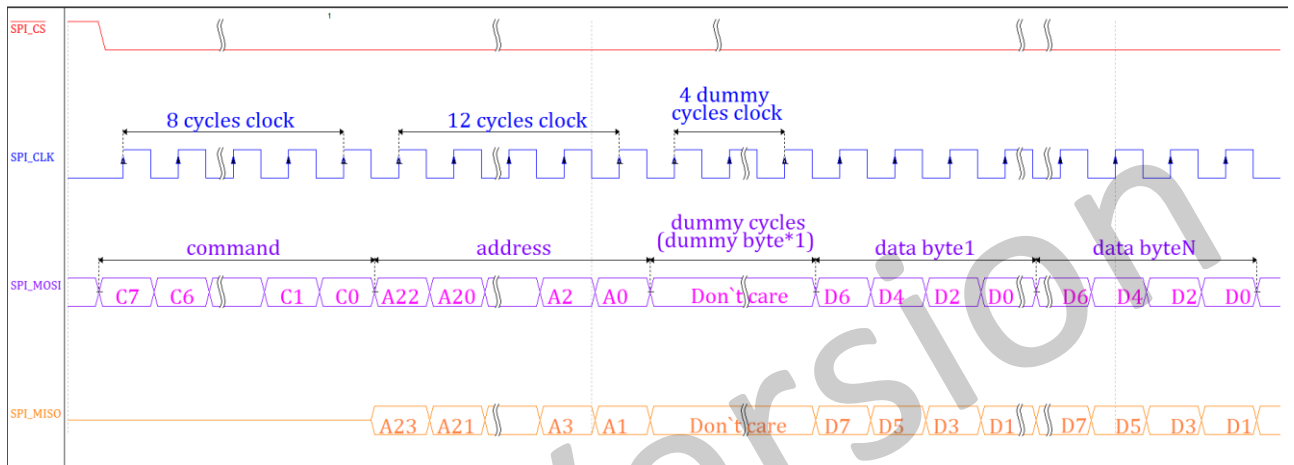 SPI_CS
4 dummy
cycles clock
8 cycles clock
12 cycles clock
SPI_CLK
dummy cycles
(dummy byte*1)
command
address
data byte1
data byteN
SPI_MOSI
C7 C6 C1 C0 A22 A20 A2 A0 Don`t care D6 D4 D2 D0 D6 D4 D2 D0
SPI_MISO
A23 A21 A3 A1 Don`t care D7 D5 D3 D1 D7 D5 D3 D1